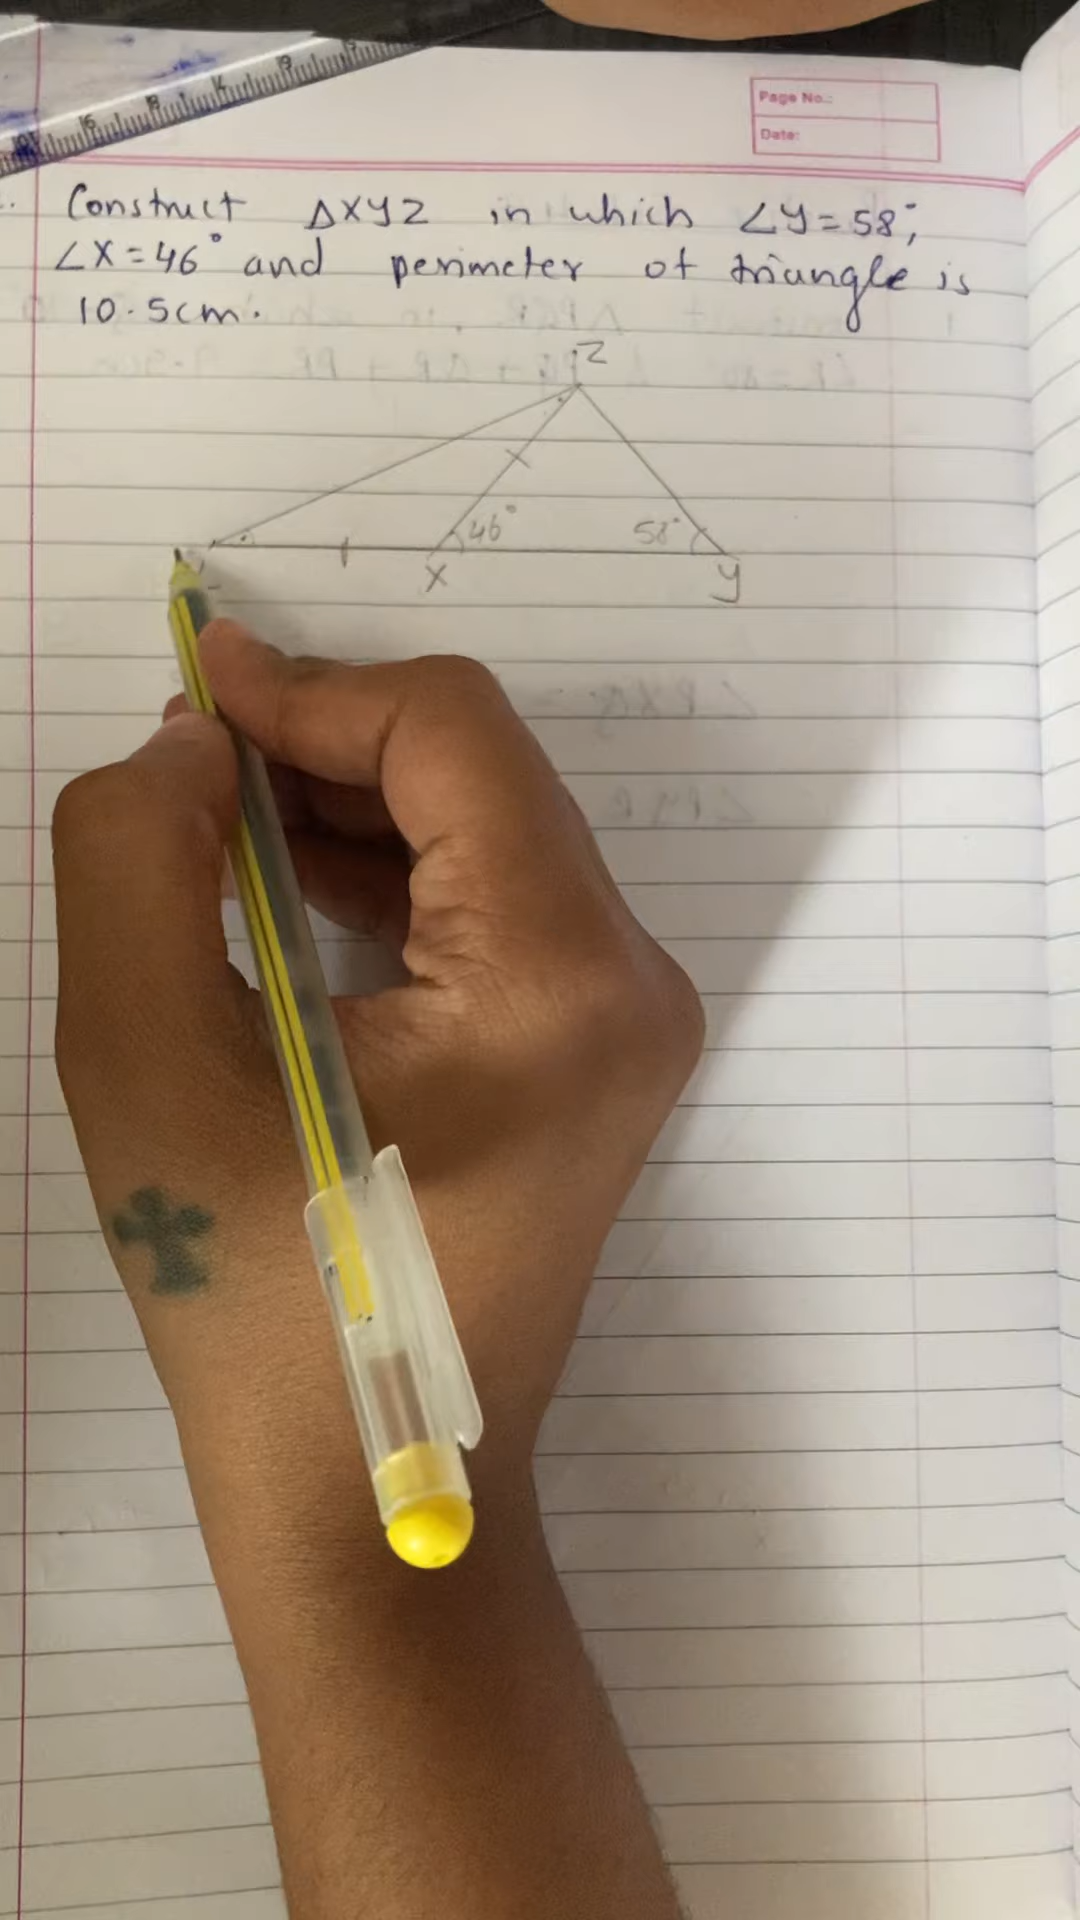 Page No.:
Date:
Construct ΔXYZ in which ∠Y=58°,
∠X=46° and perimeter of triangle is
10.5cm.
Z
46° 58°
X Y